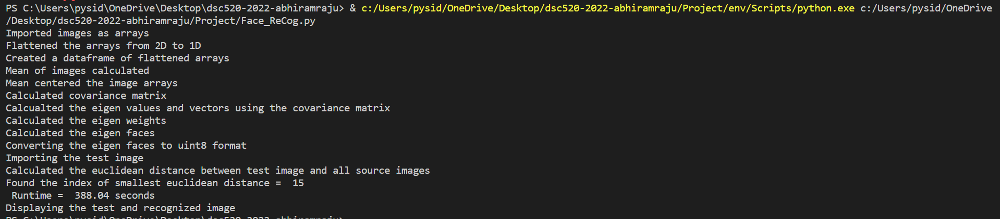 PS C:\Users\pysid\OneDrive\Desktop\dsc520-2022-abhiramraju> & c:/Users/pysid/OneDrive/Desktop/dsc520-2022-abhiramraju/Project/env/Scripts/python.exe c:/Users/pysid/OneDrive
/Desktop/dsc520-2022-abhiramraju/Project/Face_ReCog.py
Imported images as arrays
Flattened the arrays from 2D to 1D
Created a dataframe of flattened arrays
Mean of images calculated
Mean centered the image arrays
Calculated covariance matrix
Calcualted the eigen values and vectors using the covariance matrix
Calculated the eigen weights
Calculated the eigen faces
Converting the eigen faces to uint8 format
Importing the test image
Calculated the euclidean distance between test image and all source images
Found the index of smallest euclidean distance =  15
 Runtime =  388.04 seconds
Displaying the test and recognized image
PS C:\Users\pysid\OneDrive\Desktop\dsc520-2022-abhiramraju>